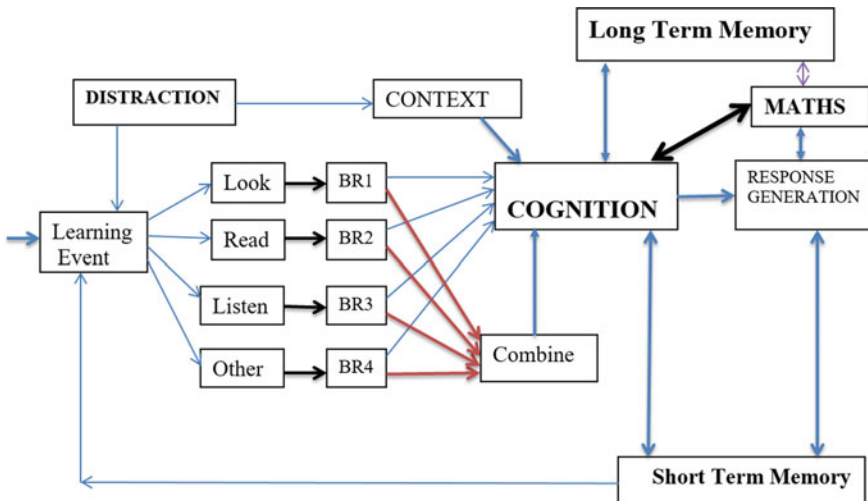 Long Term Memory
DISTRACTION
CONTEXT
MATHS
Look
BR1
COGNITION
RESPONSE
GENERATION
Learning
Event
Read
BR2
Listen
BR3
Combine
Other
BR4
Short Term Memory